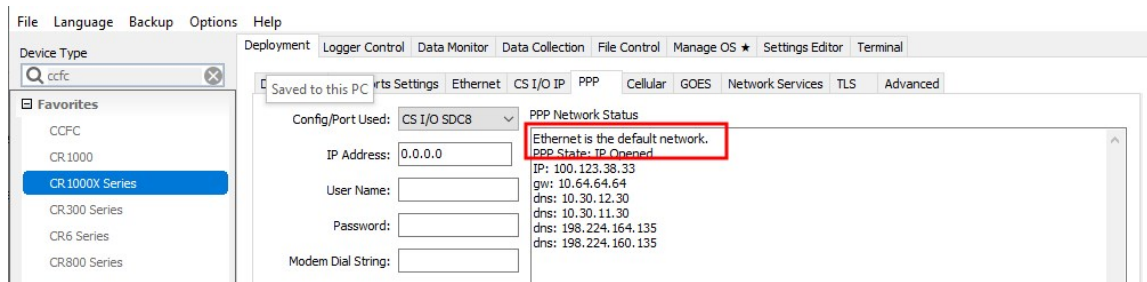 File Language Backup Options Help
Device Type
ccfc
Favorites
CCFC
CR1000
CR1000X Series
CR300 Series
CR6 Series
CR800 Series
Deployment Logger Control Data Monitor Data Collection File Control Manage OS ★ Settings Editor Terminal
Saved to this PC
Settings Ethernet CS I/O IP PPP Cellular GOES Network Services TLS Advanced
Config/Port Used: CS I/O SDC8
IP Address: 0.0.0.0
User Name:
Password:
Modem Dial String:
PPP Network Status
Ethernet is the default network.
PPP State: IP Opened
IP: 100.123.38.33
gw: 10.64.64.64
dns: 10.30.12.30
dns: 10.30.11.30
dns: 198.224.164.135
dns: 198.224.160.135